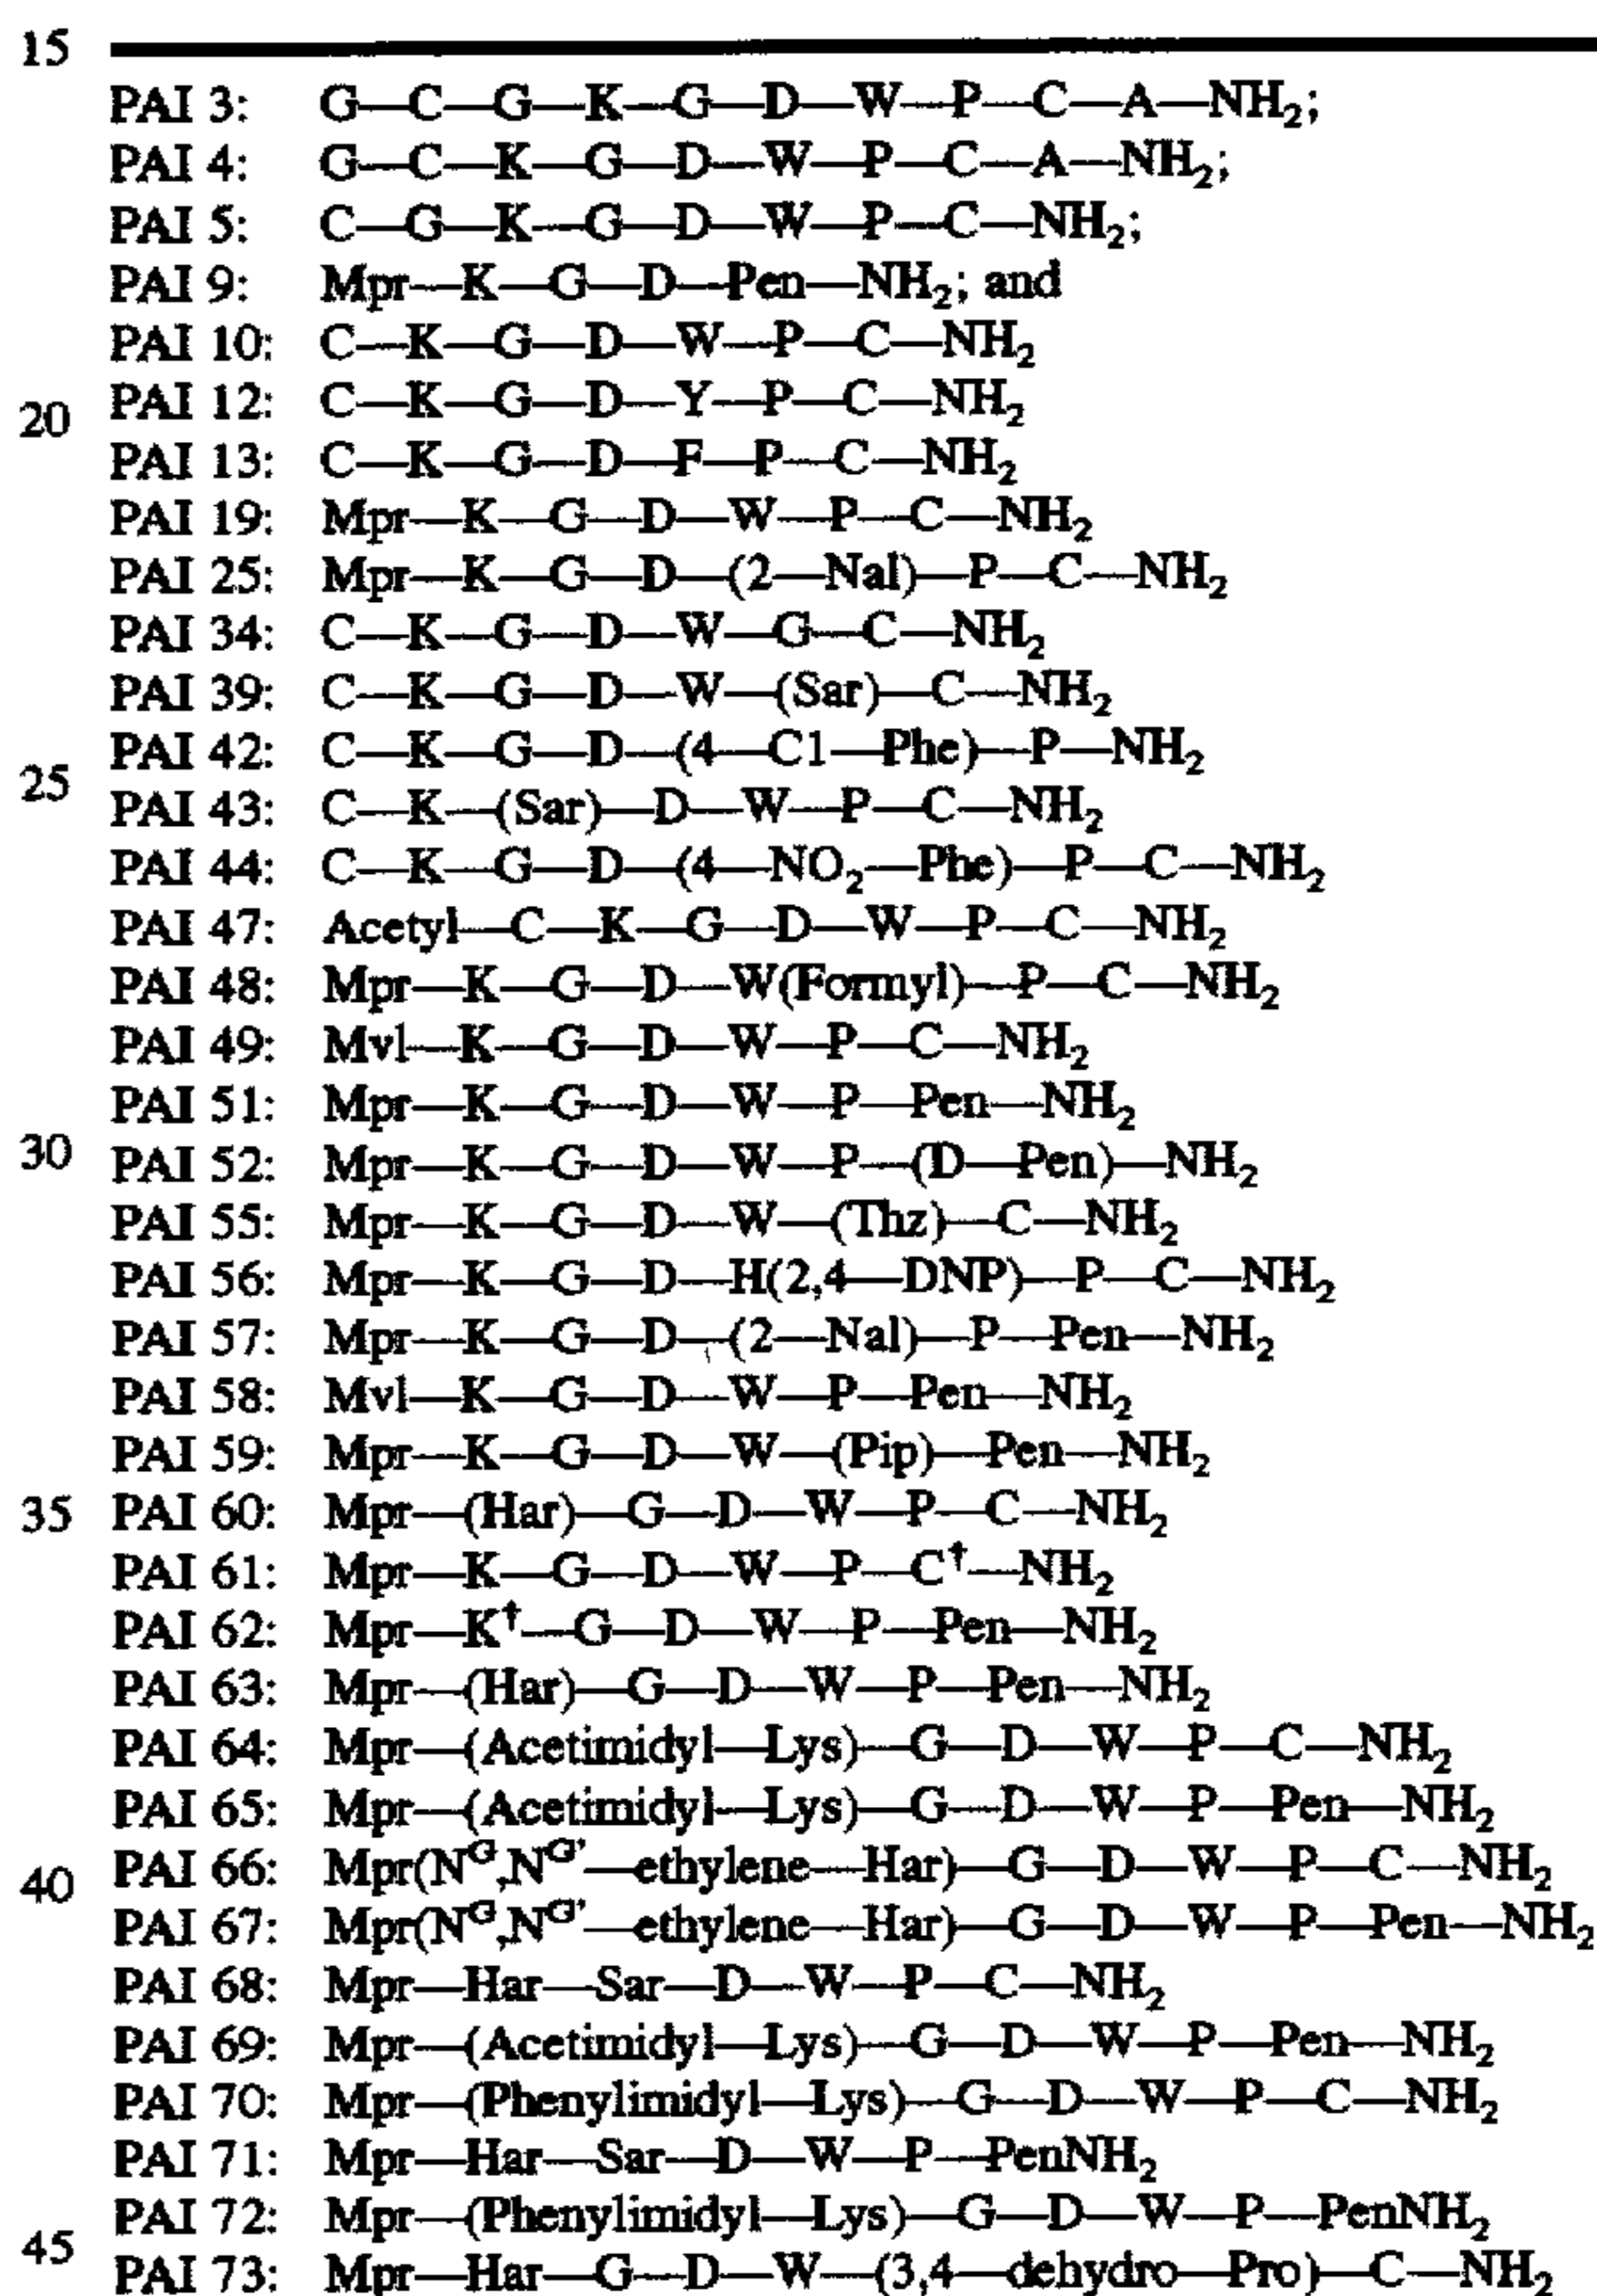 15
PAI 3: G—C—G—K—G—D—W—P—C—A—NH₂;
PAI 4: G—C—K—G—D—W—P—C—A—NH₂;
PAI 5: C—G—K—G—D—W—P—C—NH₂;
PAI 9: Mpr—K—G—D—Pen—NH₂; and
PAI 10: C—K—G—D—W—P—C—NH₂
20 PAI 12: C—K—G—D—Y—P—C—NH₂
PAI 13: C—K—G—D—F—P—C—NH₂
PAI 19: Mpr—K—G—D—W—P—C—NH₂
PAI 25: Mpr—K—G—D—(2—Nal)—P—C—NH₂
PAI 34: C—K—G—D—W—G—C—NH₂
PAI 39: C—K—G—D—W—(Sar)—C—NH₂
25 PAI 42: C—K—G—D—(4—C1—Phe)—P—NH₂
PAI 43: C—K—(Sar)—D—W—P—C—NH₂
PAI 44: C—K—G—D—(4—NO₂—Phe)—P—C—NH₂
PAI 47: Acetyl—C—K—G—D—W—P—C—NH₂
PAI 48: Mpr—K—G—D—W(Formyl)—P—C—NH₂
PAI 49: Mvl—K—G—D—W—P—C—NH₂
PAI 51: Mpr—K—G—D—W—P—Pen—NH₂
30 PAI 52: Mpr—K—G—D—W—P—(D—Pen)—NH₂
PAI 55: Mpr—K—G—D—W—(Thz)—C—NH₂
PAI 56: Mpr—K—G—D—H(2,4—DNP)—P—C—NH₂
PAI 57: Mpr—K—G—D—(2—Nal)—P—Pen—NH₂
PAI 58: Mvl—K—G—D—W—P—Pen—NH₂
PAI 59: Mpr—K—G—D—W—(Pip)—Pen—NH₂
35 PAI 60: Mpr—(Har)—G—D—W—P—C—NH₂
PAI 61: Mpr—K—G—D—W—P—C†—NH₂
PAI 62: Mpr—K†—G—D—W—P—Pen—NH₂
PAI 63: Mpr—(Har)—G—D—W—P—Pen—NH₂
PAI 64: Mpr—(Acetimidyl—Lys)—G—D—W—P—C—NH₂
PAI 65: Mpr—(Acetimidyl—Lys)—G—D—W—P—Pen—NH₂
40 PAI 66: Mpr(Nᴳ,Nᴳ'—ethylene—Har)—G—D—W—P—C—NH₂
PAI 67: Mpr(Nᴳ,Nᴳ'—ethylene—Har)—G—D—W—P—Pen—NH₂
PAI 68: Mpr—Har—Sar—D—W—P—C—NH₂
PAI 69: Mpr—(Acetimidyl—Lys)—G—D—W—P—Pen—NH₂
PAI 70: Mpr—(Phenylimidyl—Lys)—G—D—W—P—C—NH₂
PAI 71: Mpr—Har—Sar—D—W—P—PenNH₂
PAI 72: Mpr—(Phenylimidyl—Lys)—G—D—W—P—PenNH₂
45 PAI 73: Mpr—Har—G—D—W—(3,4—dehydro—Pro)—C—NH₂